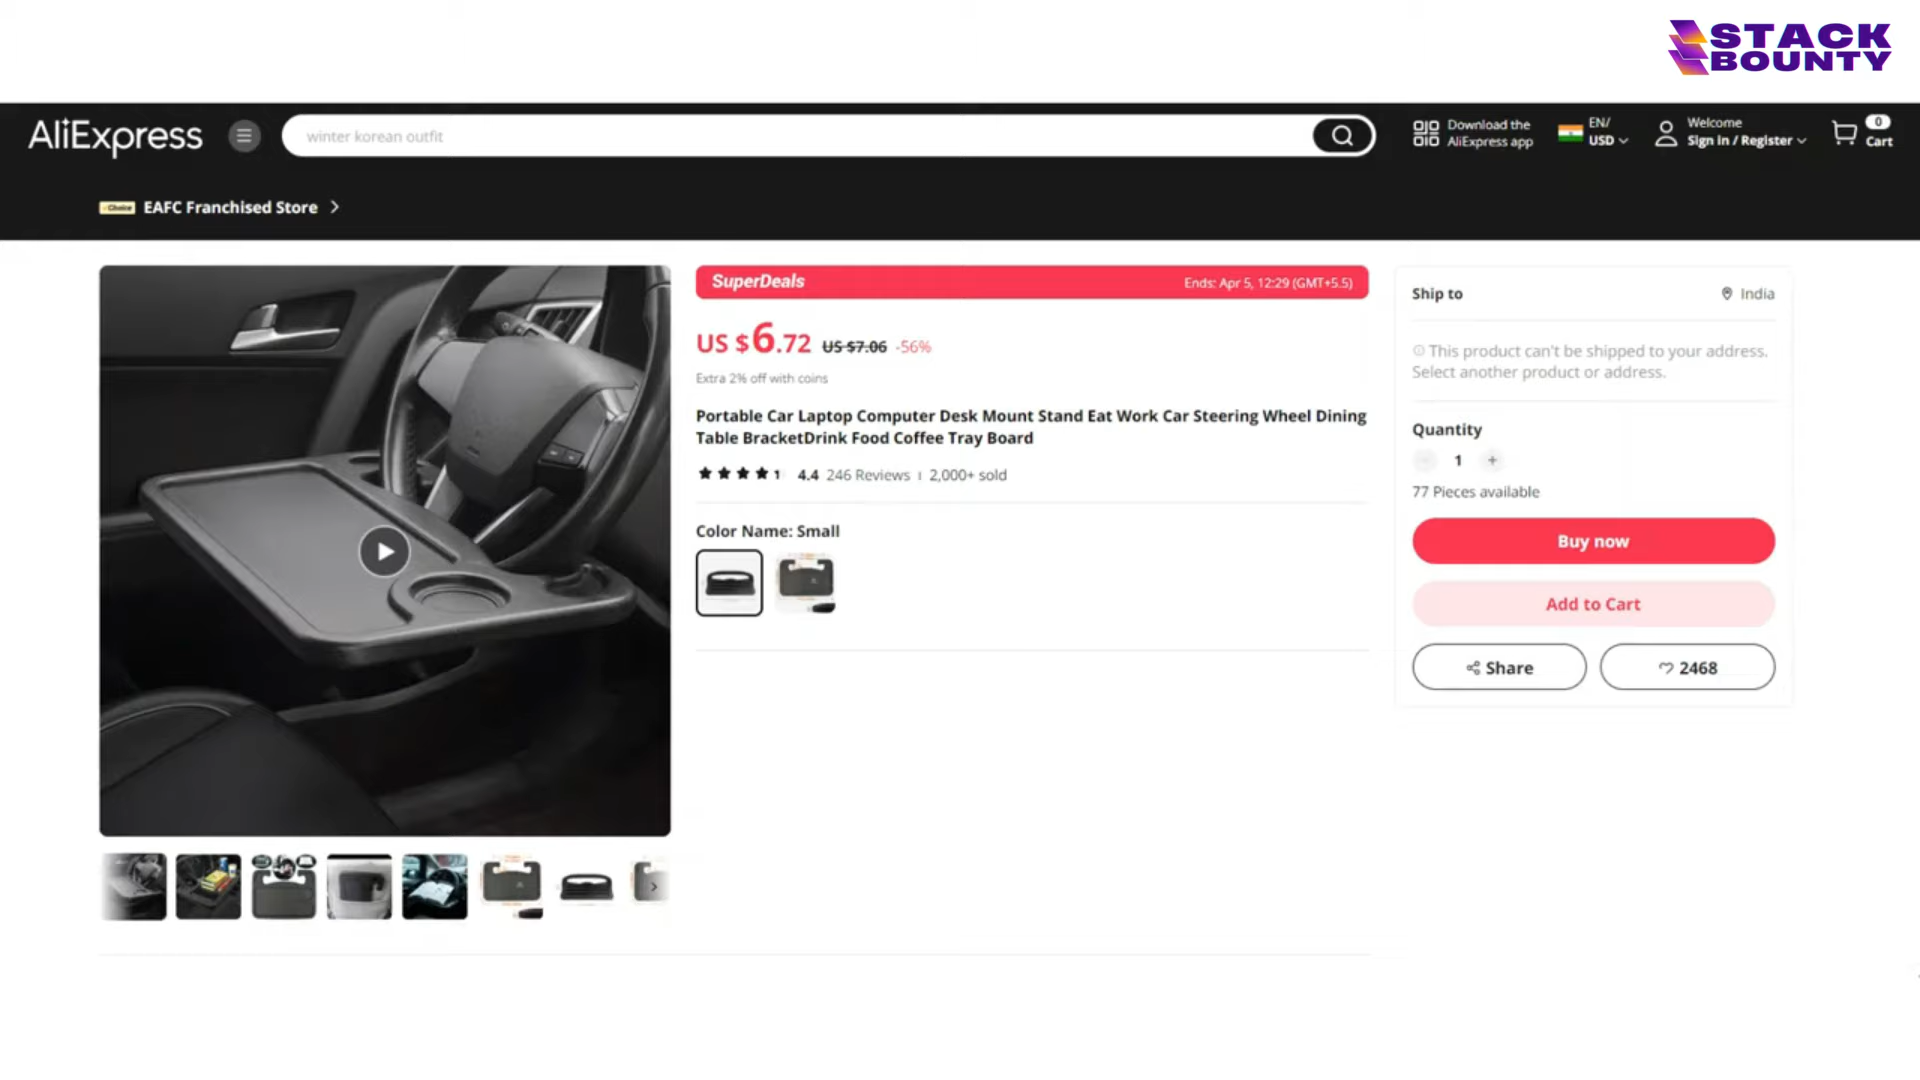 STACK
BOUNTY
AliExpress
winter korean outfit
Download the
AliExpress app
EN/
USD
Welcome
Sign in / Register
0
Cart
Choice
EAFC Franchised Store
SuperDeals
Ends: Apr 5, 12:29 (GMT+5.5)
US $6.72 US $7.06 -56%
Extra 2% off with coins
Portable Car Laptop Computer Desk Mount Stand Eat Work Car Steering Wheel Dining
Table BracketDrink Food Coffee Tray Board
4.4 246 Reviews | 2,000+ sold
Color Name: Small
Ship to
India
This product can't be shipped to your address.
Select another product or address.
Quantity
1
77 Pieces available
Buy now
Add to Cart
Share
2468